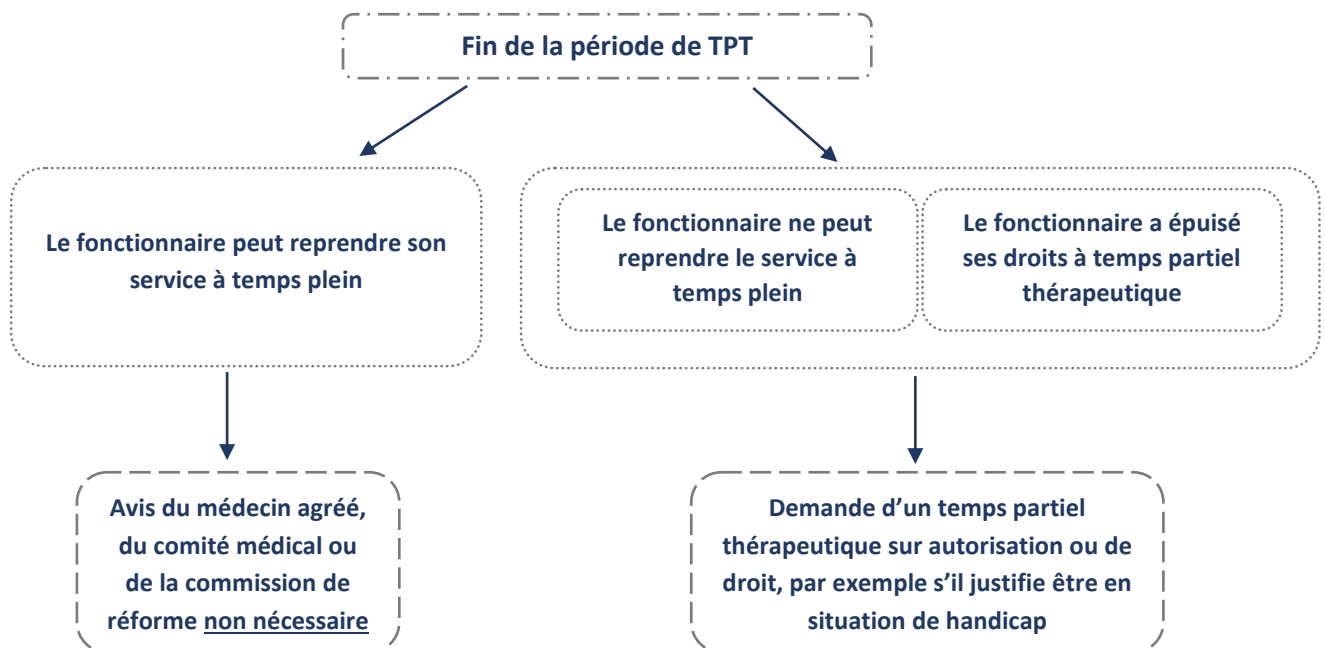 Fin de la période de TPT
Le fonctionnaire peut reprendre son
service à temps plein
Le fonctionnaire ne peut
reprendre le service à
temps plein
Le fonctionnaire a épuisé
ses droits à temps partiel
thérapeutique
Avis du médecin agréé,
du comité médical ou
de la commission de
réforme non nécessaire
Demande d’un temps partiel
thérapeutique sur autorisation ou de
droit, par exemple s’il justifie être en
situation de handicap